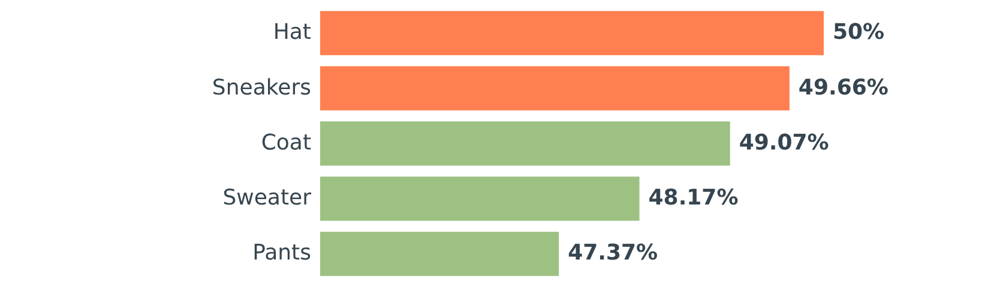 Hat 50%
Sneakers 49.66%
Coat 49.07%
Sweater 48.17%
Pants 47.37%